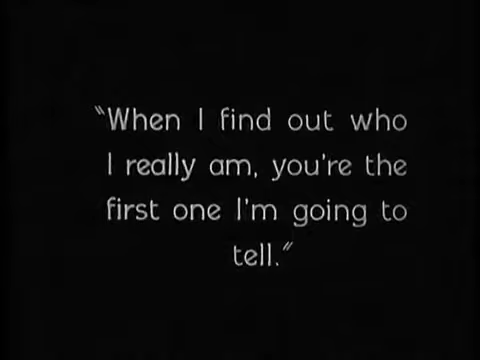 “When I find out who
I really am, you're the
first one I'm going to
tell.”